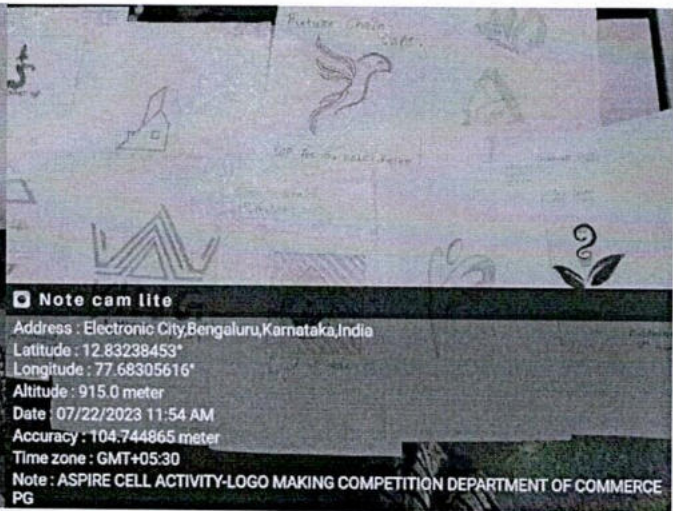 Future Chain
Note cam lite
Address : Electronic City,Bengaluru,Karnataka,India
Latitude : 12.83238453°
Longitude : 77.68305616°
Altitude : 915.0 meter
Date : 07/22/2023 11:54 AM
Accuracy : 104.744865 meter
Time zone : GMT+05:30
Note : ASPIRE CELL ACTIVITY-LOGO MAKING COMPETITION DEPARTMENT OF COMMERCE
PG